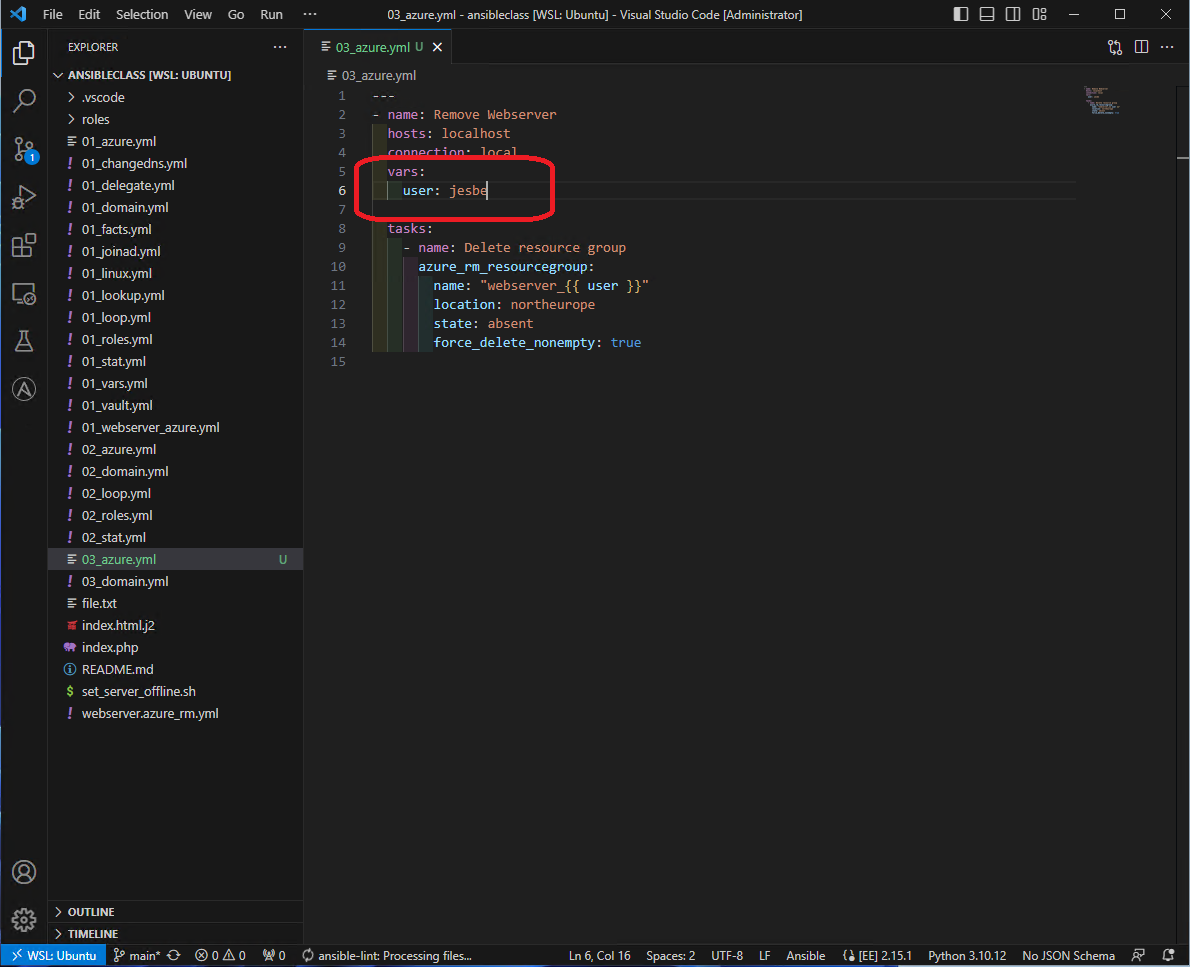 File Edit Selection View Go Run ··· 03_azure.yml - ansibleclass [WSL: Ubuntu] - Visual Studio Code [Administrator]
EXPLORER ···
ANSIBLECLASS [WSL: UBUNTU]
.vscode
roles
01_azure.yml
01_changedns.yml
01_delegate.yml
01_domain.yml
01_facts.yml
01_joinad.yml
01_linux.yml
01_lookup.yml
01_loop.yml
01_roles.yml
01_stat.yml
01_vars.yml
01_vault.yml
01_webserver_azure.yml
02_azure.yml
02_domain.yml
02_loop.yml
02_roles.yml
02_stat.yml
03_azure.yml U
03_domain.yml
file.txt
index.html.j2
index.php
README.md
set_server_offline.sh
webserver.azure_rm.yml
OUTLINE
TIMELINE
03_azure.yml U
03_azure.yml
1 ---
2 - name: Remove Webserver
3 hosts: localhost
4 connection: local
5 vars:
6 user: jesbe
7
8 tasks:
9 - name: Delete resource group
10 azure_rm_resourcegroup:
11 name: "webserver_{{ user }}"
12 location: northeurope
13 state: absent
14 force_delete_nonempty: true
15
1
WSL: Ubuntu main* 0 0 0 ansible-lint: Processing files... Ln 6, Col 16 Spaces: 2 UTF-8 LF Ansible [EE] 2.15.1 Python 3.10.12 No JSON Schema